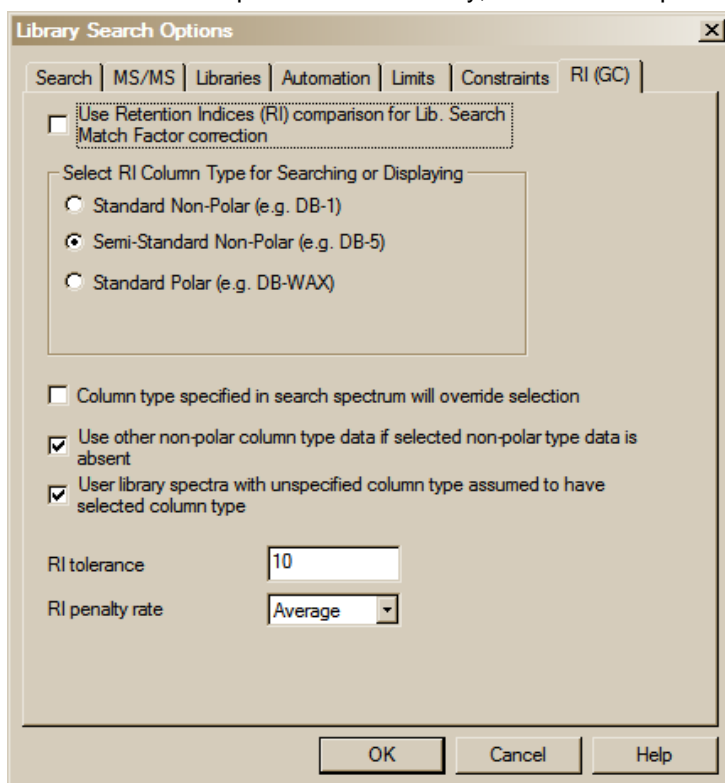 Library Search Options
Search MS/MS Libraries Automation Limits Constraints RI (GC)
Use Retention Indices (RI) comparison for Lib. Search
Match Factor correction
Select RI Column Type for Searching or Displaying
Standard Non-Polar (e.g. DB-1)
Semi-Standard Non-Polar (e.g. DB-5)
Standard Polar (e.g. DB-WAX)
Column type specified in search spectrum will override selection
Use other non-polar column type data if selected non-polar type data is
absent
User library spectra with unspecified column type assumed to have
selected column type
RI tolerance 10
RI penalty rate Average
OK Cancel Help